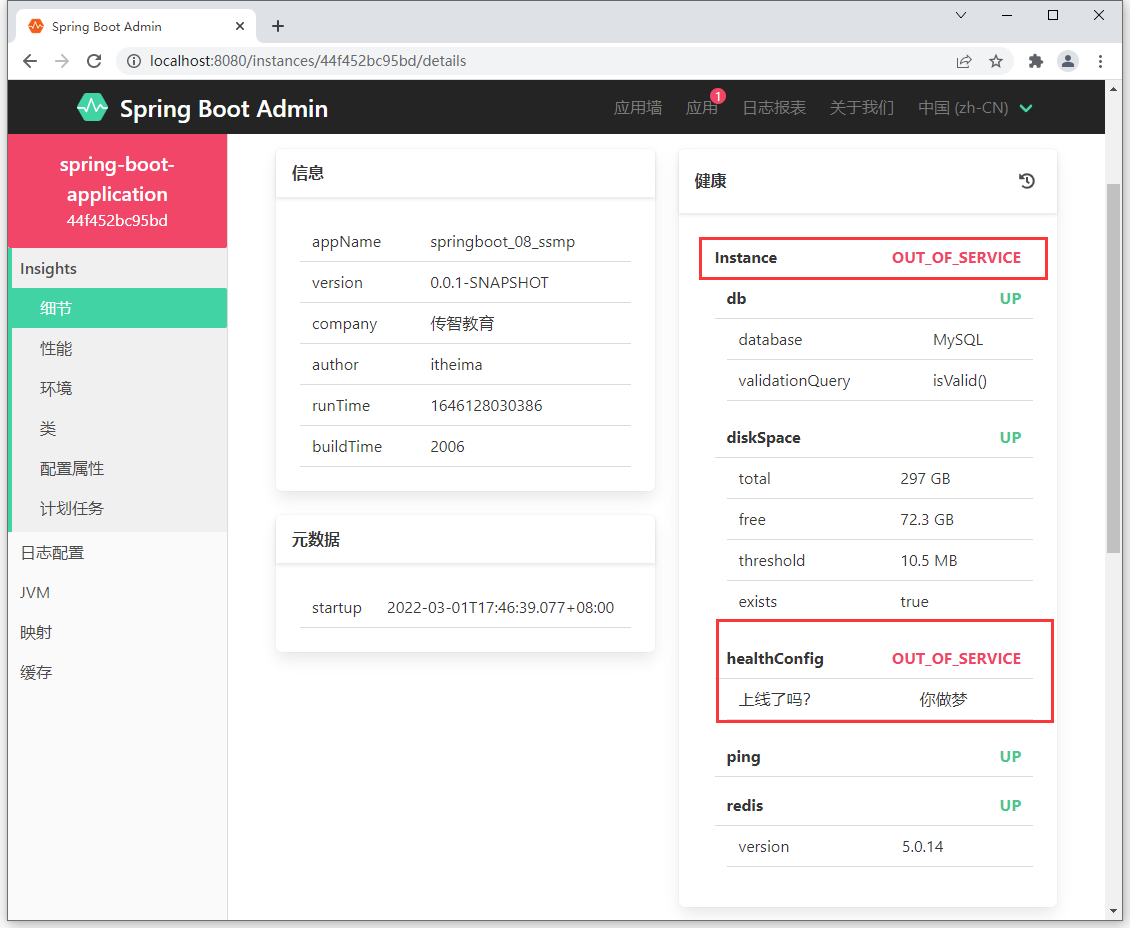 Spring Boot Admin
localhost:8080/instances/44f452bc95bd/details
Spring Boot Admin
应用墙 应用 1 日志报表 关于我们 中国 (zh-CN)
spring-boot-
application
44f452bc95bd
Insights
细节
性能
环境
类
配置属性
计划任务
日志配置
JVM
映射
缓存
信息
appName springboot_08_ssmp
version 0.0.1-SNAPSHOT
company 传智教育
author itheima
runTime 1646128030386
buildTime 2006
元数据
startup 2022-03-01T17:46:39.077+08:00
健康
Instance OUT_OF_SERVICE
db UP
database MySQL
validationQuery isValid()
diskSpace UP
total 297 GB
free 72.3 GB
threshold 10.5 MB
exists true
healthConfig OUT_OF_SERVICE
上线了吗? 你做梦
ping UP
redis UP
version 5.0.14